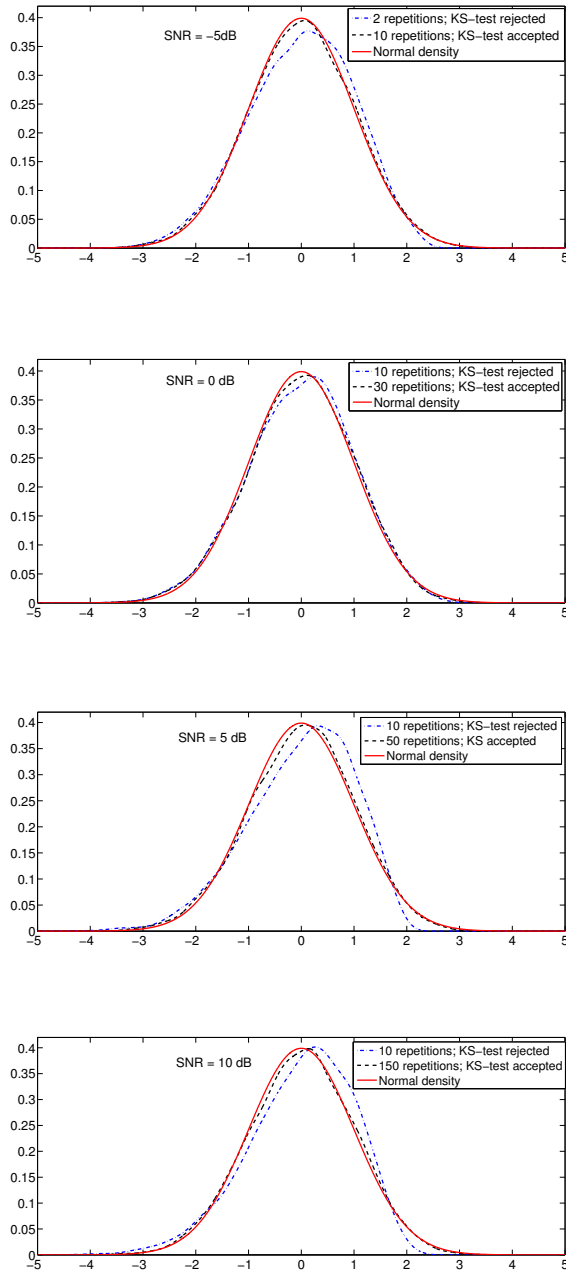 SNR = −5dB
2 repetitions; KS−test rejected
10 repetitions; KS−test accepted
Normal density
0.4
0.35
0.3
0.25
0.2
0.15
0.1
0.05
0
−5 −4 −3 −2 −1 0 1 2 3 4 5
SNR = 0 dB
10 repetitions; KS−test rejected
30 repetitions; KS−test accepted
Normal density
0.4
0.35
0.3
0.25
0.2
0.15
0.1
0.05
0
−5 −4 −3 −2 −1 0 1 2 3 4 5
SNR = 5 dB
10 repetitions; KS−test rejected
50 repetitions; KS accepted
Normal density
0.4
0.35
0.3
0.25
0.2
0.15
0.1
0.05
0
−5 −4 −3 −2 −1 0 1 2 3 4 5
SNR = 10 dB
10 repetitions; KS−test rejected
150 repetitions; KS−test accepted
Normal density
0.4
0.35
0.3
0.25
0.2
0.15
0.1
0.05
0
−5 −4 −3 −2 −1 0 1 2 3 4 5